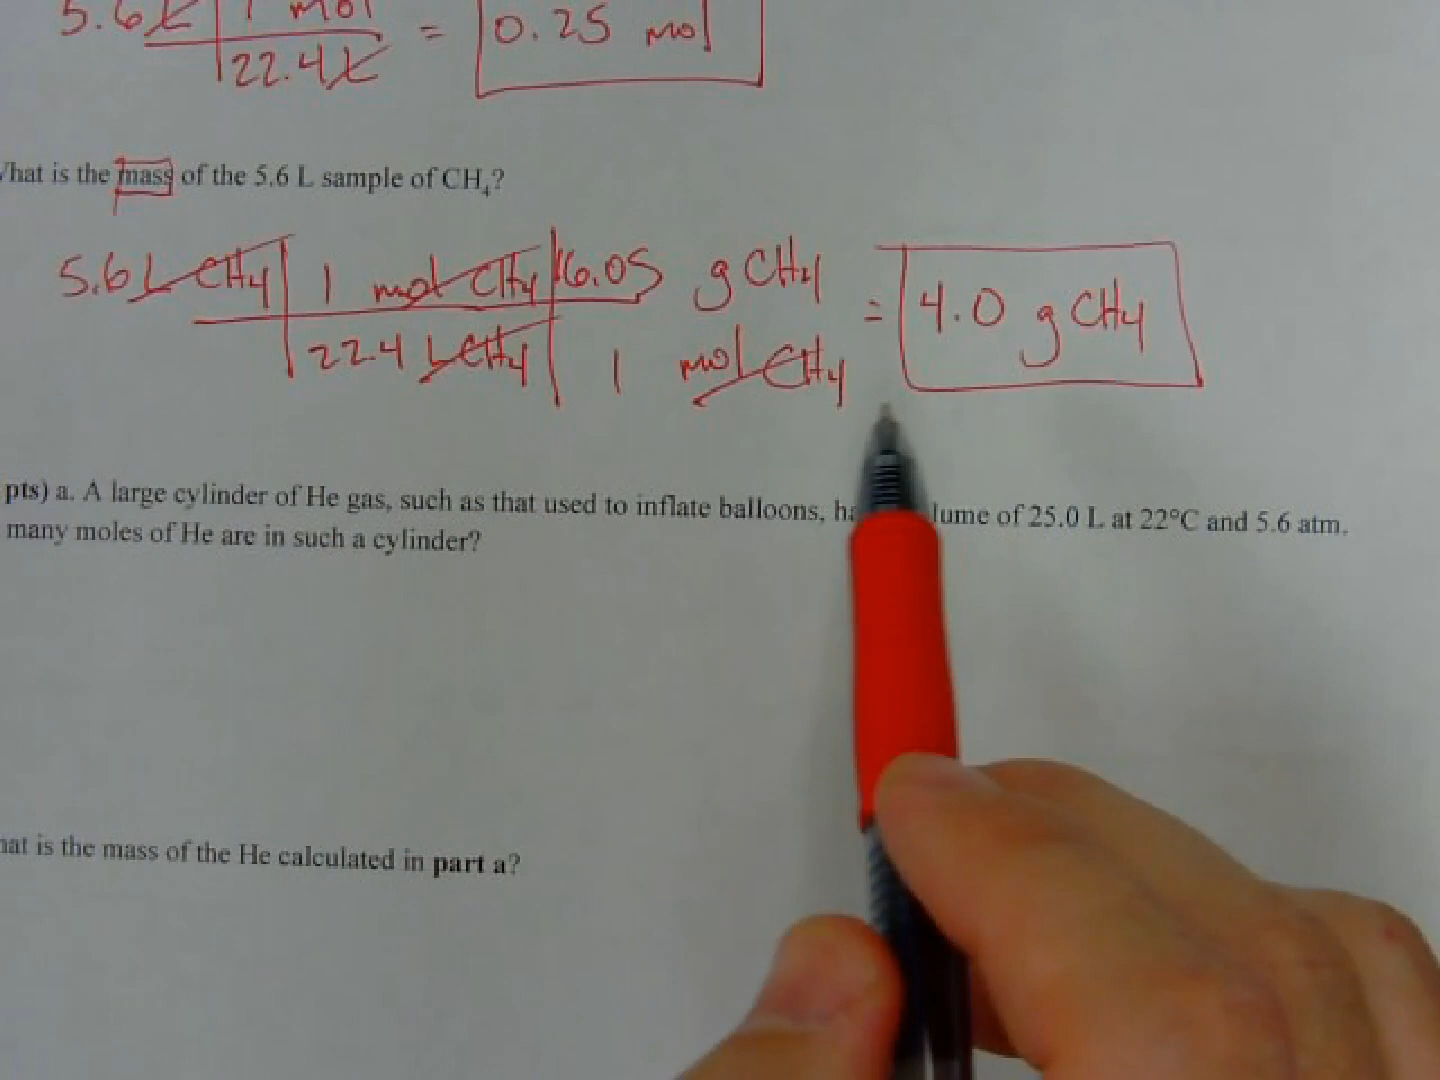 5.6 L | 1 mol
22.4 L = 0.25 mol
What is the mass of the 5.6 L sample of CH4?
5.6 L CH4 | 1 mol CH4 | 16.05 g CH4
22.4 L CH4 | 1 mol CH4 = 4.0 g CH4
pts) a. A large cylinder of He gas, such as that used to inflate balloons, ha lume of 25.0 L at 22°C and 5.6 atm.
many moles of He are in such a cylinder?
hat is the mass of the He calculated in part a?